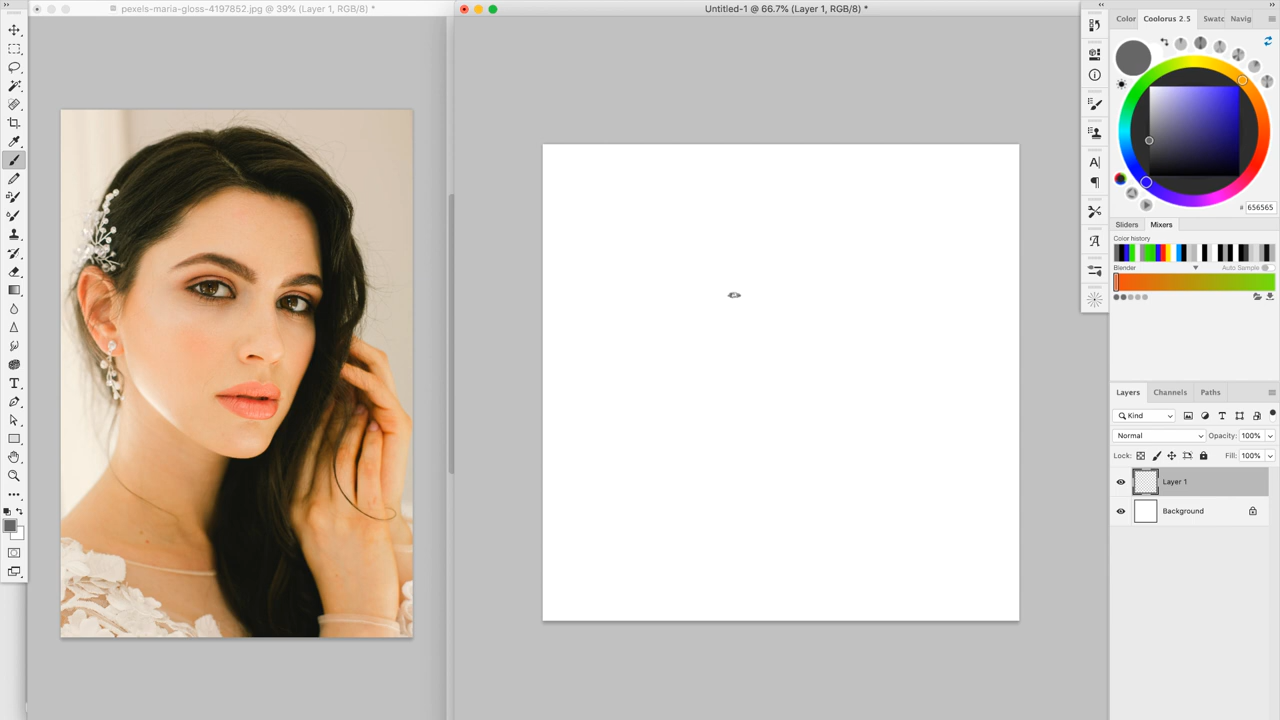 pexels-maria-gloss-4197852.jpg @ 39% (Layer 1, RGB/8) *
Untitled-1 @ 66.7% (Layer 1, RGB/8) *
Color
Coolorus 2.5
Swatc
Navig
# 656565
Sliders
Mixers
Color history
Blender
Auto Sample
Layers
Channels
Paths
Kind
Normal
Opacity: 100%
Lock:
Fill: 100%
Layer 1
Background